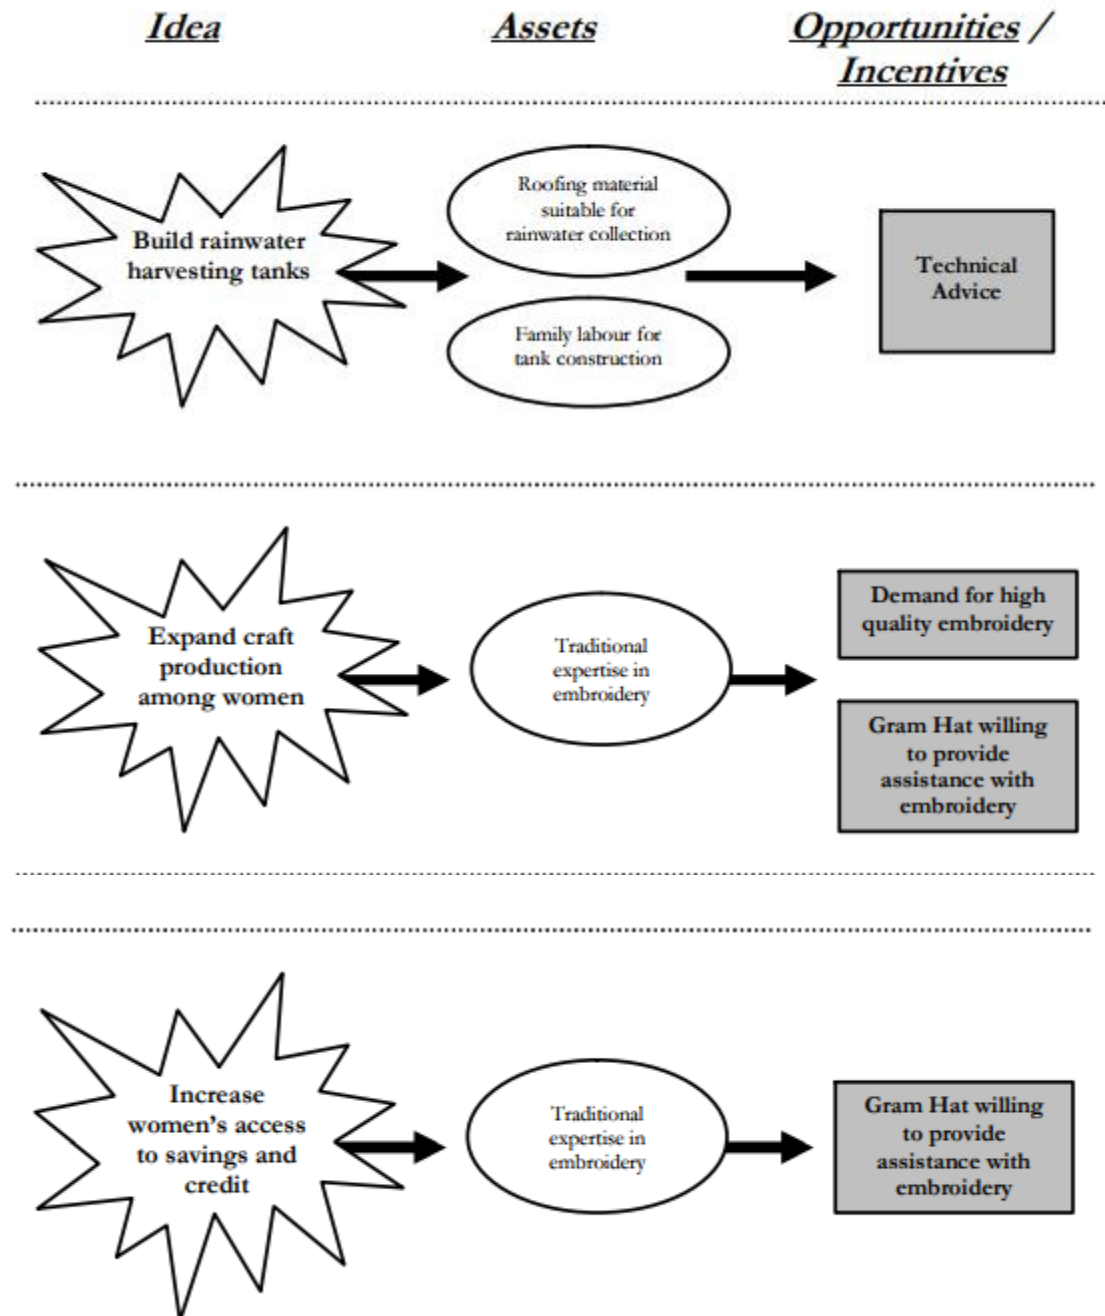 Idea
Assets
Opportunities /
Incentives
Build rainwater
harvesting tanks
Roofing material
suitable for
rainwater collection
Family labour for
tank construction
Technical
Advice
Expand craft
production
among women
Traditional
expertise in
embroidery
Demand for high
quality embroidery
Gram Hat willing
to provide
assistance with
embroidery
Increase
women's access
to savings and
credit
Traditional
expertise in
embroidery
Gram Hat willing
to provide
assistance with
embroidery